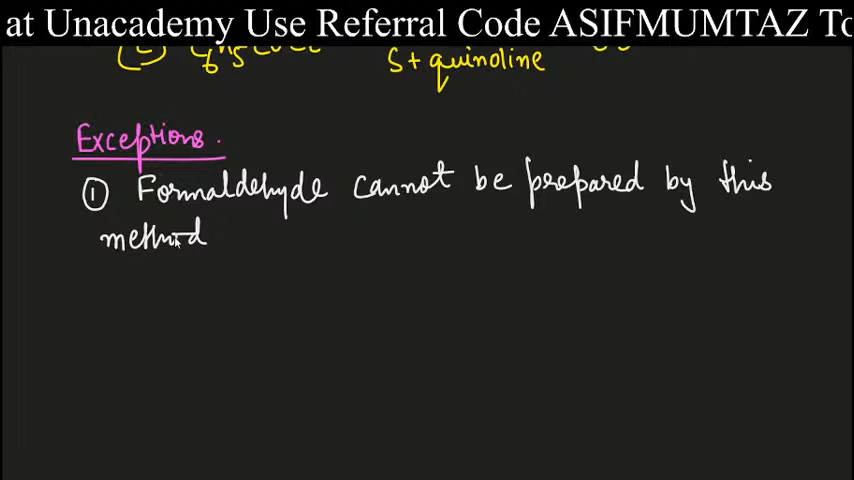 at Unacademy Use Referral Code ASIFMUMTAZ To
S + quinoline
Exceptions.
① Formaldehyde cannot be prepared by this
method